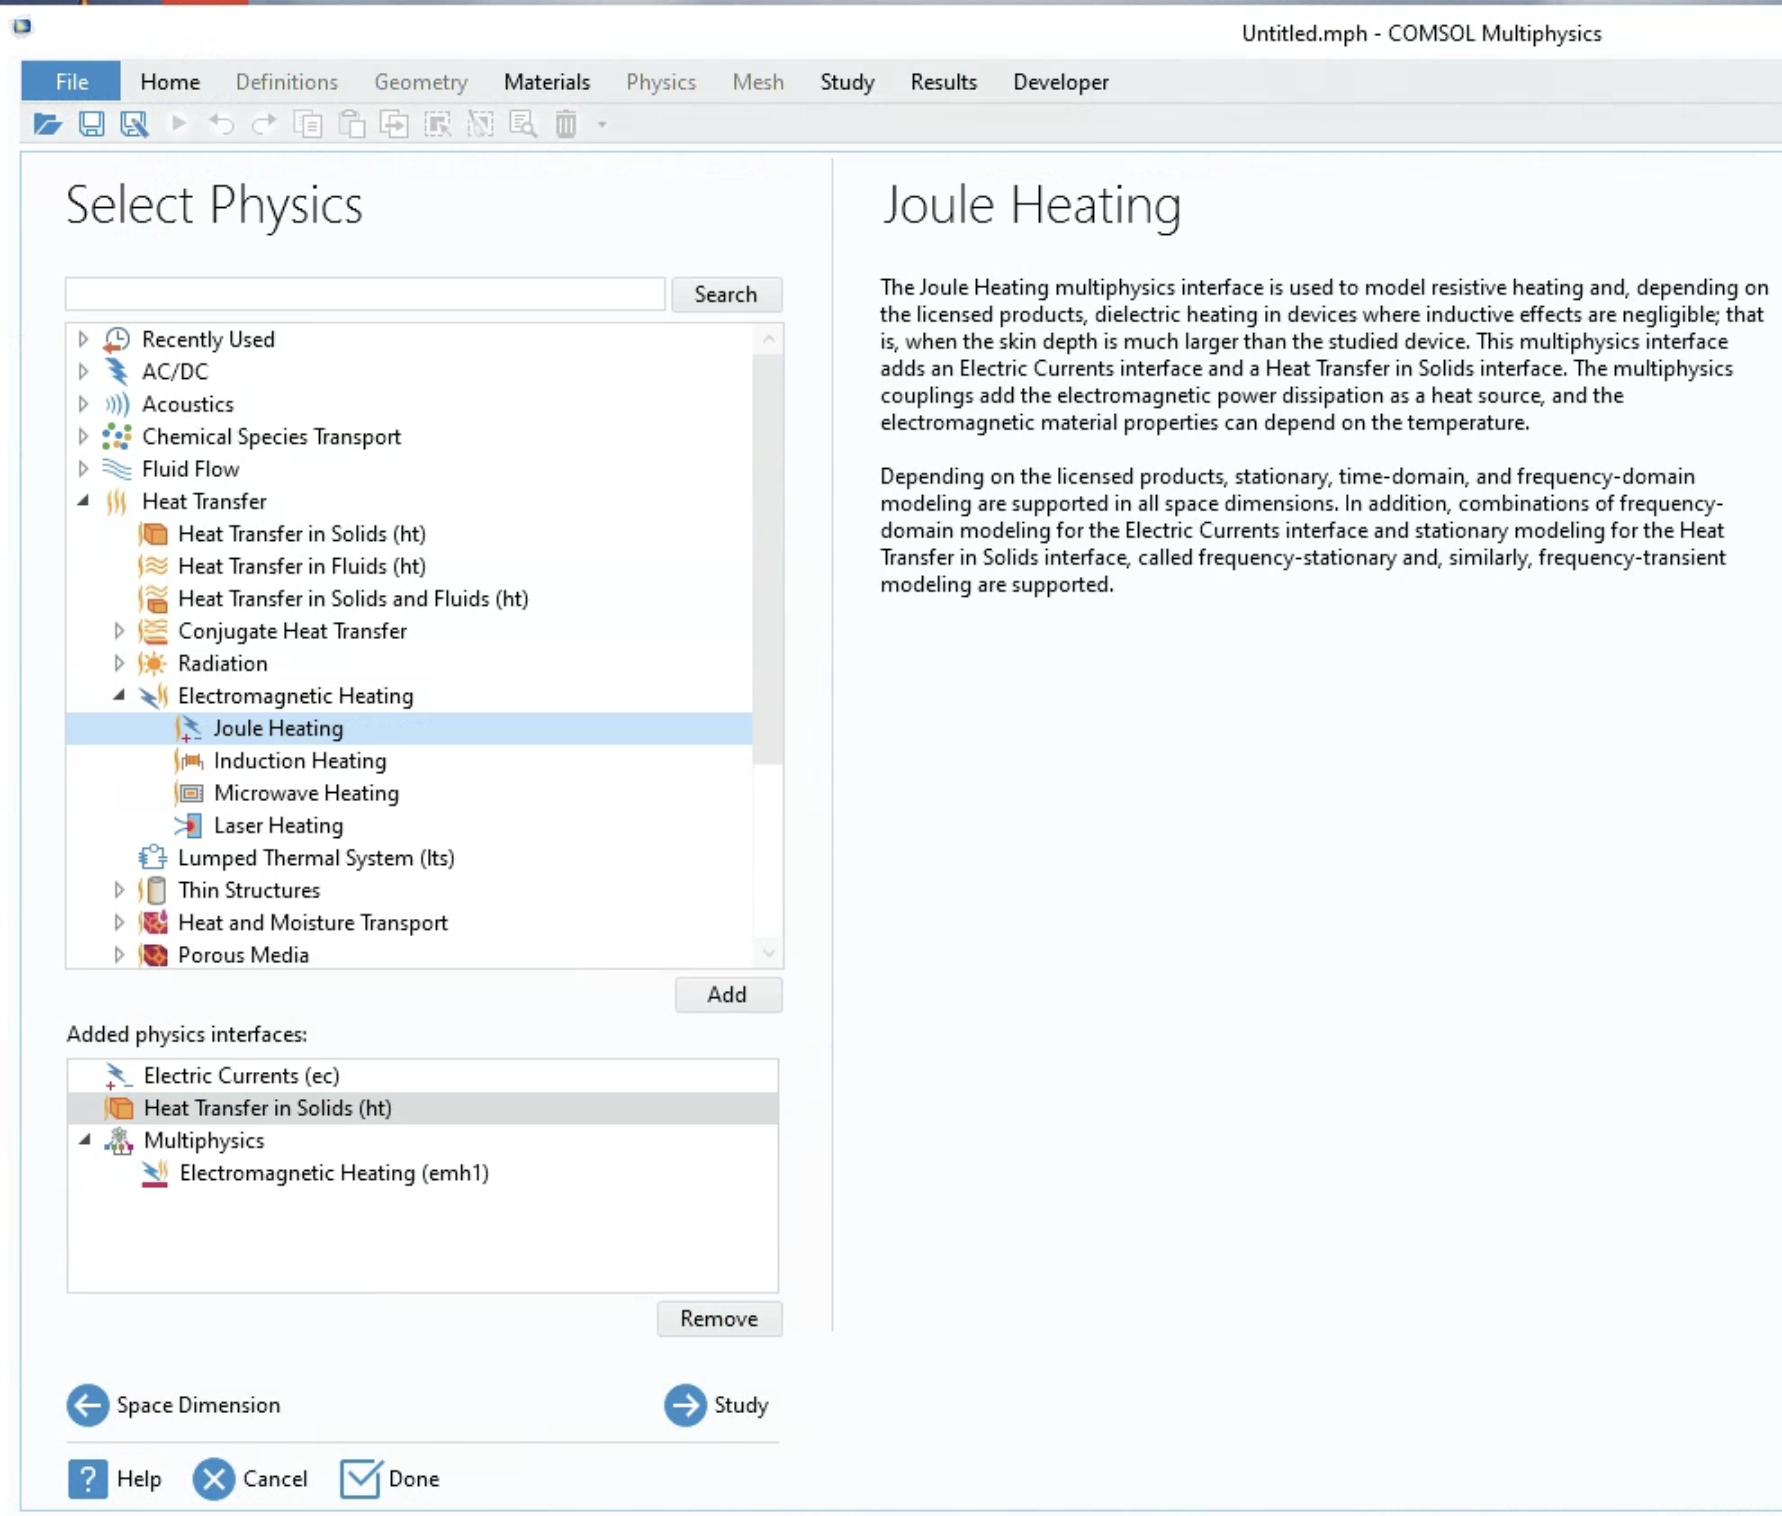 Untitled.mph - COMSOL Multiphysics
File Home Definitions Geometry Materials Physics Mesh Study Results Developer
Select Physics
Search
Recently Used
AC/DC
Acoustics
Chemical Species Transport
Fluid Flow
Heat Transfer
Heat Transfer in Solids (ht)
Heat Transfer in Fluids (ht)
Heat Transfer in Solids and Fluids (ht)
Conjugate Heat Transfer
Radiation
Electromagnetic Heating
Joule Heating
Induction Heating
Microwave Heating
Laser Heating
Lumped Thermal System (lts)
Thin Structures
Heat and Moisture Transport
Porous Media
Add
Added physics interfaces:
Electric Currents (ec)
Heat Transfer in Solids (ht)
Multiphysics
Electromagnetic Heating (emh1)
Remove
Space Dimension
Study
? Help
Cancel
Done
Joule Heating
The Joule Heating multiphysics interface is used to model resistive heating and, depending on
the licensed products, dielectric heating in devices where inductive effects are negligible; that
is, when the skin depth is much larger than the studied device. This multiphysics interface
adds an Electric Currents interface and a Heat Transfer in Solids interface. The multiphysics
couplings add the electromagnetic power dissipation as a heat source, and the
electromagnetic material properties can depend on the temperature.
Depending on the licensed products, stationary, time-domain, and frequency-domain
modeling are supported in all space dimensions. In addition, combinations of frequency-
domain modeling for the Electric Currents interface and stationary modeling for the Heat
Transfer in Solids interface, called frequency-stationary and, similarly, frequency-transient
modeling are supported.